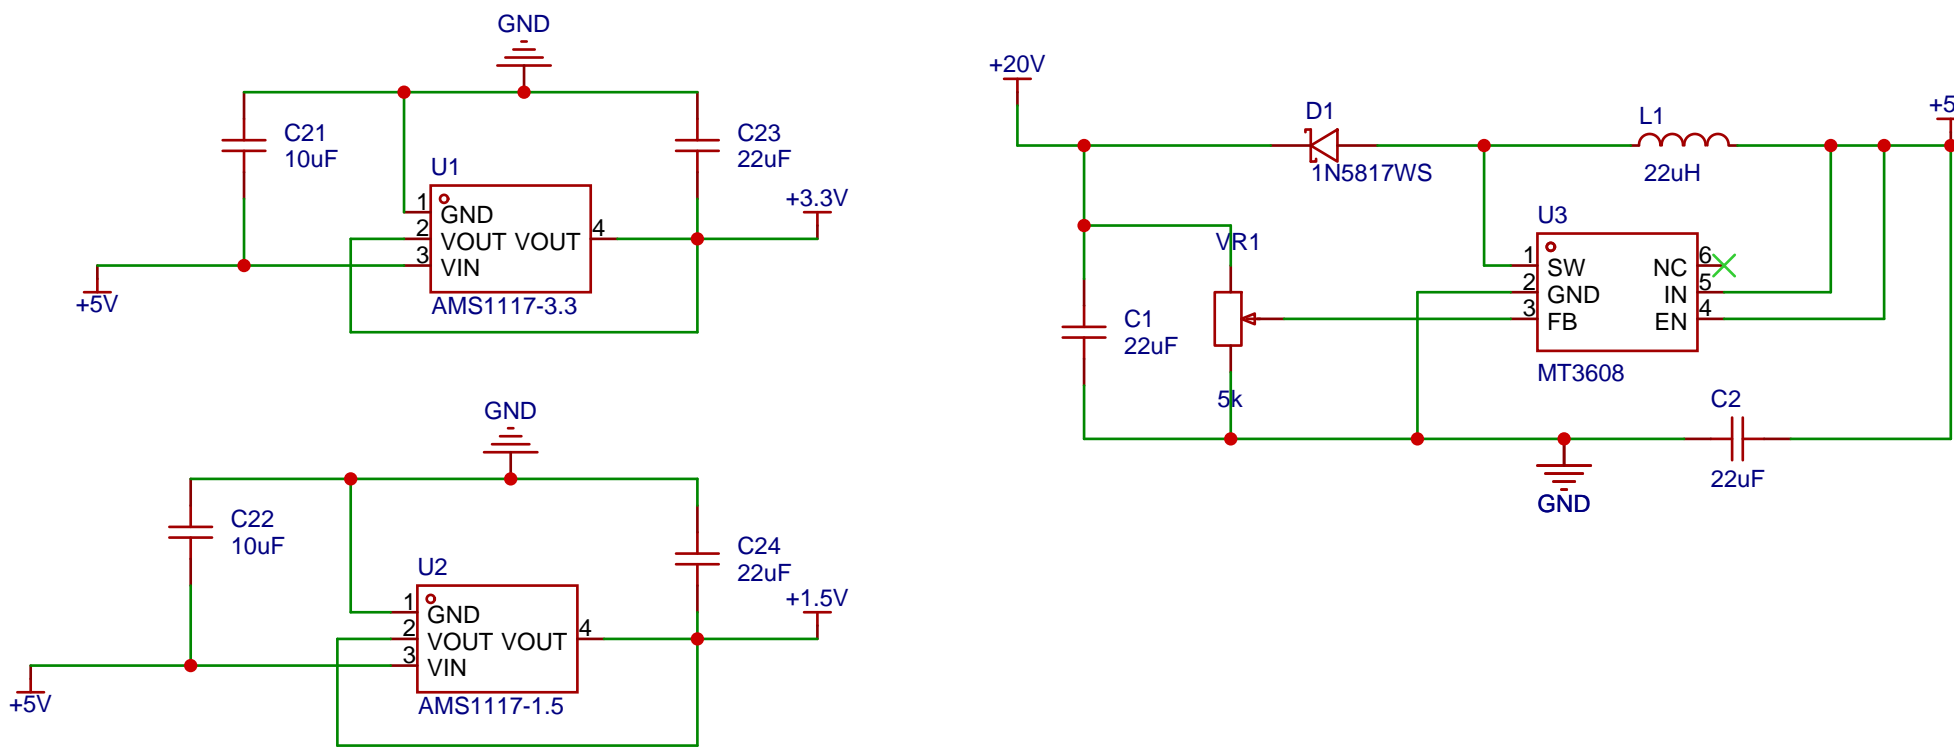 GND
C21
10uF
C23
22uF
U1
1
GND
2
VOUT VOUT
4
3
VIN
AMS1117-3.3
+3.3V
+5V
GND
C22
10uF
C24
22uF
U2
1
GND
2
VOUT VOUT
4
3
VIN
AMS1117-1.5
+1.5V
+5V
+20V
D1
1N5817WS
L1
22uH
+5
U3
VR1
5k
1
SW
NC
6
2
GND
IN
5
3
FB
EN
4
MT3608
C1
22uF
C2
22uF
GND